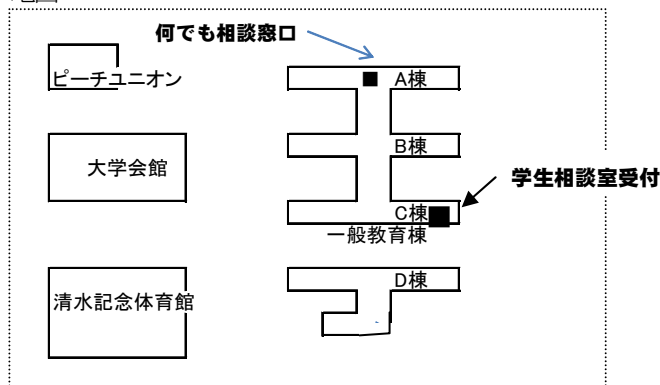 何でも相談窓口
ピーチユニオン
A棟
大学会館
B棟
学生相談室受付
C棟
一般教育棟
清水記念体育館
D棟